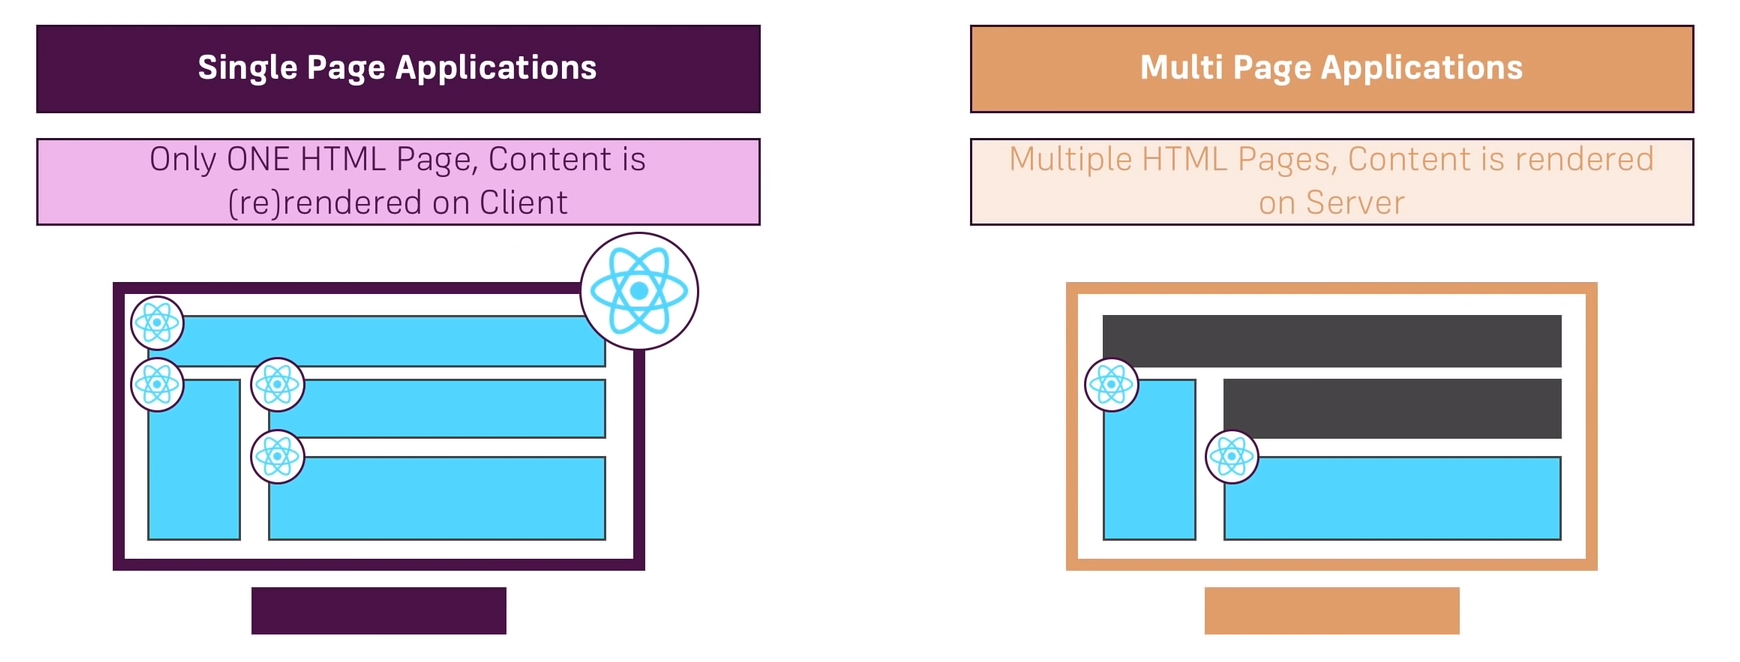 Single Page Applications
Only ONE HTML Page, Content is
(re)rendered on Client
Multi Page Applications
Multiple HTML Pages, Content is rendered
on Server